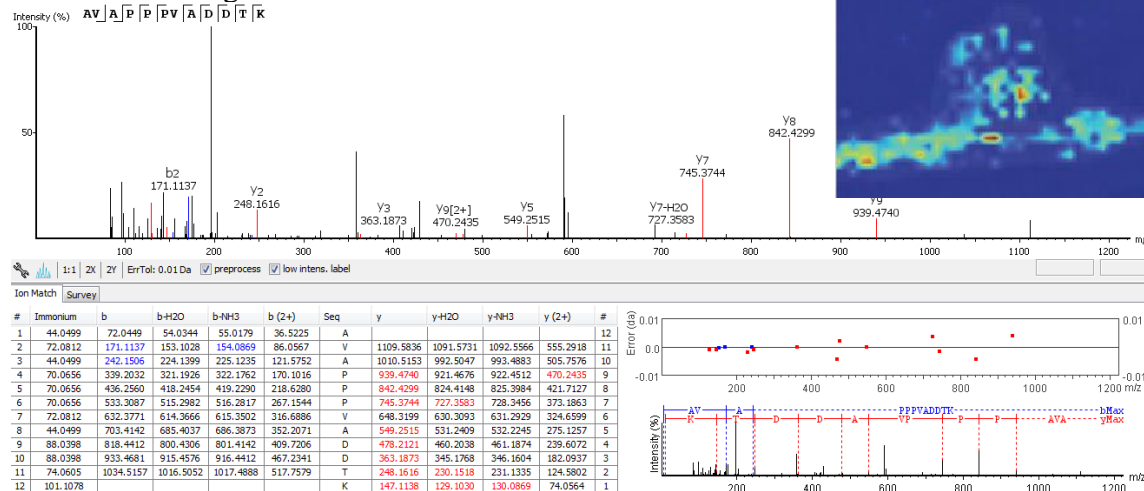 Intensity (%) AV A P P PV A D D T K
100
50
b2
171.1137
y2
248.1616
y3
363.1873
y9[2+]
470.2435
y5
549.2515
y7-H2O
727.3583
y7
745.3744
y8
842.4299
y9
939.4740
100 200 300 400 500 600 700 800 900 1000 1100
1:1 2X 2Y ErrTol: 0.01 Da preprocess low intens. label
Ion Match Survey
# Immonium b b-H2O b-NH3 b (2+) Seq y y-H2O y-NH3 y (2+) #
1 44.0499 72.0449 54.0344 55.0179 36.5225 A 12
2 72.0812 171.1137 153.1028 154.0869 86.0567 V 1109.5836 1091.5731 1092.5566 555.2918 11
3 44.0499 242.1506 224.1399 225.1235 121.5752 A 1010.5153 992.5047 993.4883 505.7576 10
4 70.0656 339.2032 321.1926 322.1762 170.1016 P 939.4740 921.4676 922.4512 470.2435 9
5 70.0656 436.2560 418.2454 419.2290 218.6280 P 842.4299 824.4148 825.3984 421.7127 8
6 70.0656 533.3087 515.2982 516.2817 267.1544 P 745.3744 727.3583 728.3456 373.1863 7
7 72.0812 632.3771 614.3666 615.3502 316.6886 V 648.3199 630.3093 631.2929 324.6599 6
8 44.0499 703.4142 685.4037 686.3873 352.2071 A 549.2515 531.2409 532.2245 275.1257 5
9 88.0398 818.4412 800.4306 801.4142 409.7206 D 478.2121 460.2038 461.1874 239.6072 4
10 88.0398 933.4681 915.4576 916.4412 467.2341 D 363.1873 345.1768 346.1604 182.0937 3
11 74.0605 1034.5157 1016.5052 1017.4888 517.7579 T 248.1616 230.1518 231.1335 124.5802 2
12 101.1078 K 147.1138 129.1030 130.0869 74.0564 1
Error (da)
0.01 0.01
0.0
-0.01 -0.01
200 400 600 800 1000 1200 m/z
AV A PPPVADDTK bMax
K T D D A VP P P AVA yMax
Intensity (%)
200 400 600 800 1000 1200 m/z